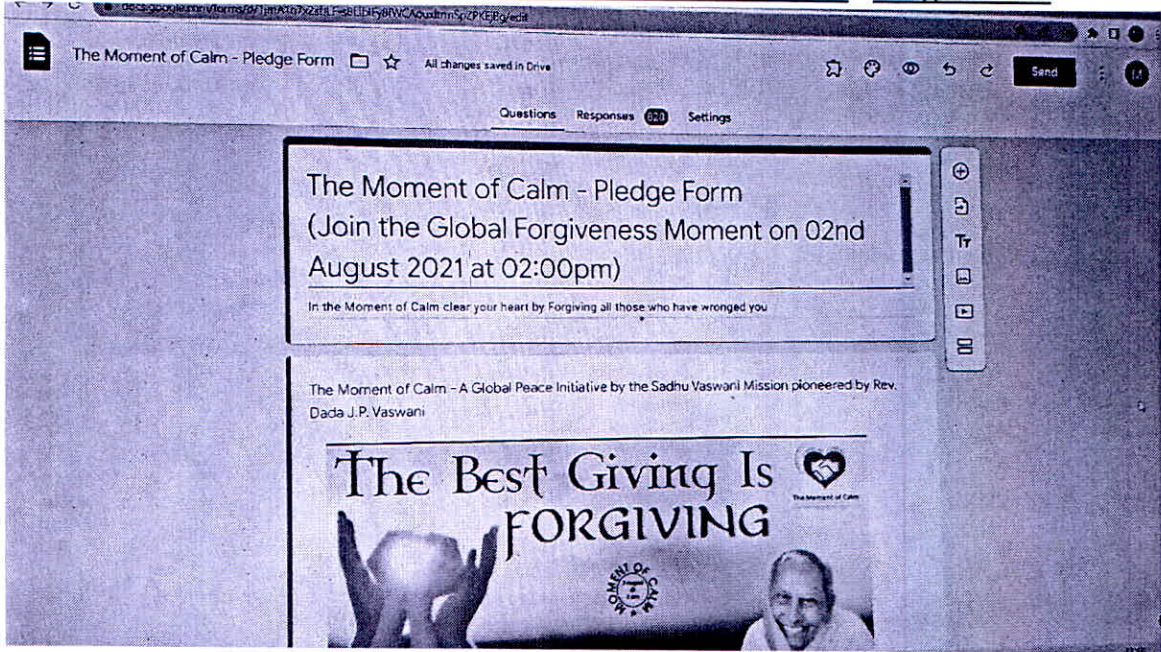 The Moment of Calm - Pledge Form
All changes saved in Drive
Send
M
Questions
Responses 820
Settings
The Moment of Calm - Pledge Form
(Join the Global Forgiveness Moment on 02nd
August 2021 at 02:00pm)
In the Moment of Calm clear your heart by Forgiving all those who have wronged you
The Moment of Calm – A Global Peace Initiative by the Sadhu Vaswani Mission pioneered by Rev.
Dada J.P. Vaswani
The Best Giving Is
FORGIVING
The Moment of Calm
MOMENT OF CALM